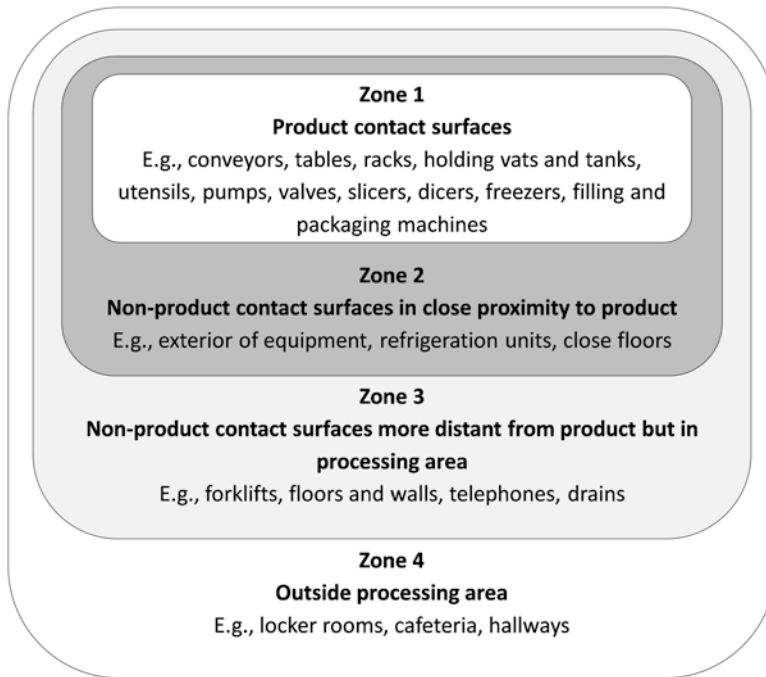 Zone 1
Product contact surfaces
E.g., conveyors, tables, racks, holding vats and tanks,
utensils, pumps, valves, slicers, dicers, freezers, filling and
packaging machines
Zone 2
Non-product contact surfaces in close proximity to product
E.g., exterior of equipment, refrigeration units, close floors
Zone 3
Non-product contact surfaces more distant from product but in
processing area
E.g., forklifts, floors and walls, telephones, drains
Zone 4
Outside processing area
E.g., locker rooms, cafeteria, hallways